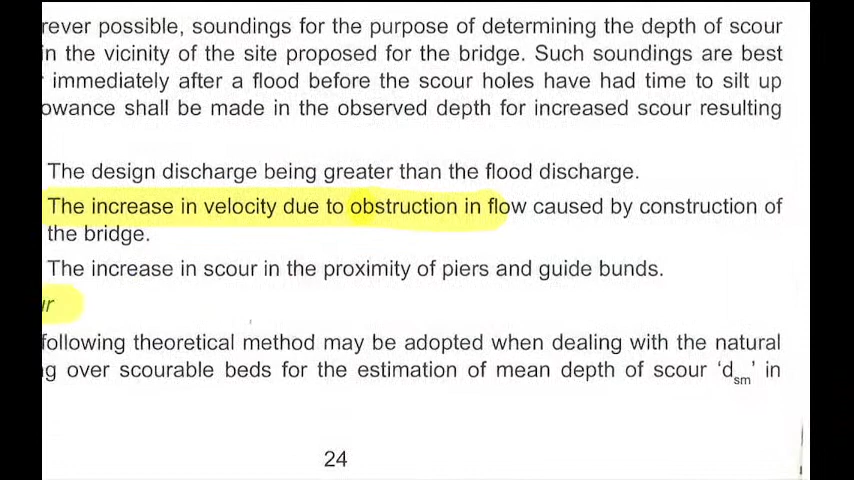 rever possible, soundings for the purpose of determining the depth of scour
in the vicinity of the site proposed for the bridge. Such soundings are best
immediately after a flood before the scour holes have had time to silt up
owance shall be made in the observed depth for increased scour resulting
The design discharge being greater than the flood discharge.
The increase in velocity due to obstruction in flow caused by construction of
the bridge.
The increase in scour in the proximity of piers and guide bunds.
ur
following theoretical method may be adopted when dealing with the natural
g over scourable beds for the estimation of mean depth of scour ‘dsm’ in
24